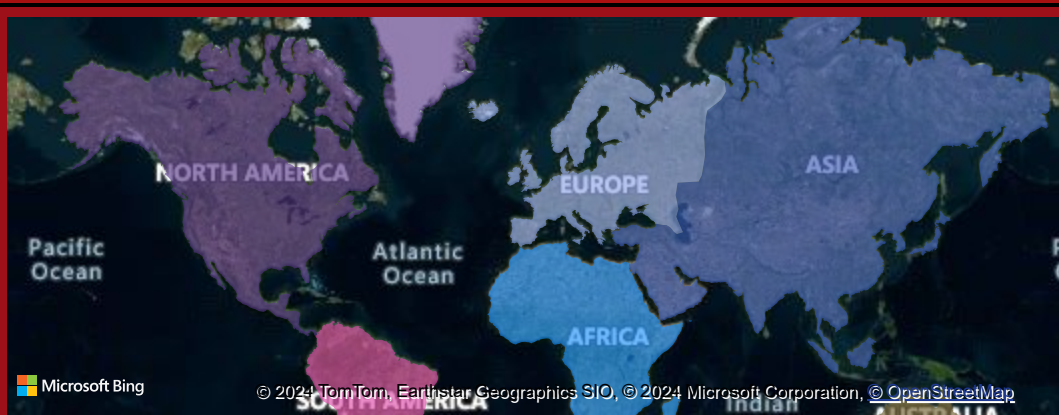 NORTH AMERICA
EUROPE
ASIA
Pacific
Ocean
Atlantic
Ocean
AFRICA
Microsoft Bing
© 2024 TomTom, Earthstar Geographics SIO, © 2024 Microsoft Corporation, © OpenStreetMap
SOUTH AMERICA
Indian